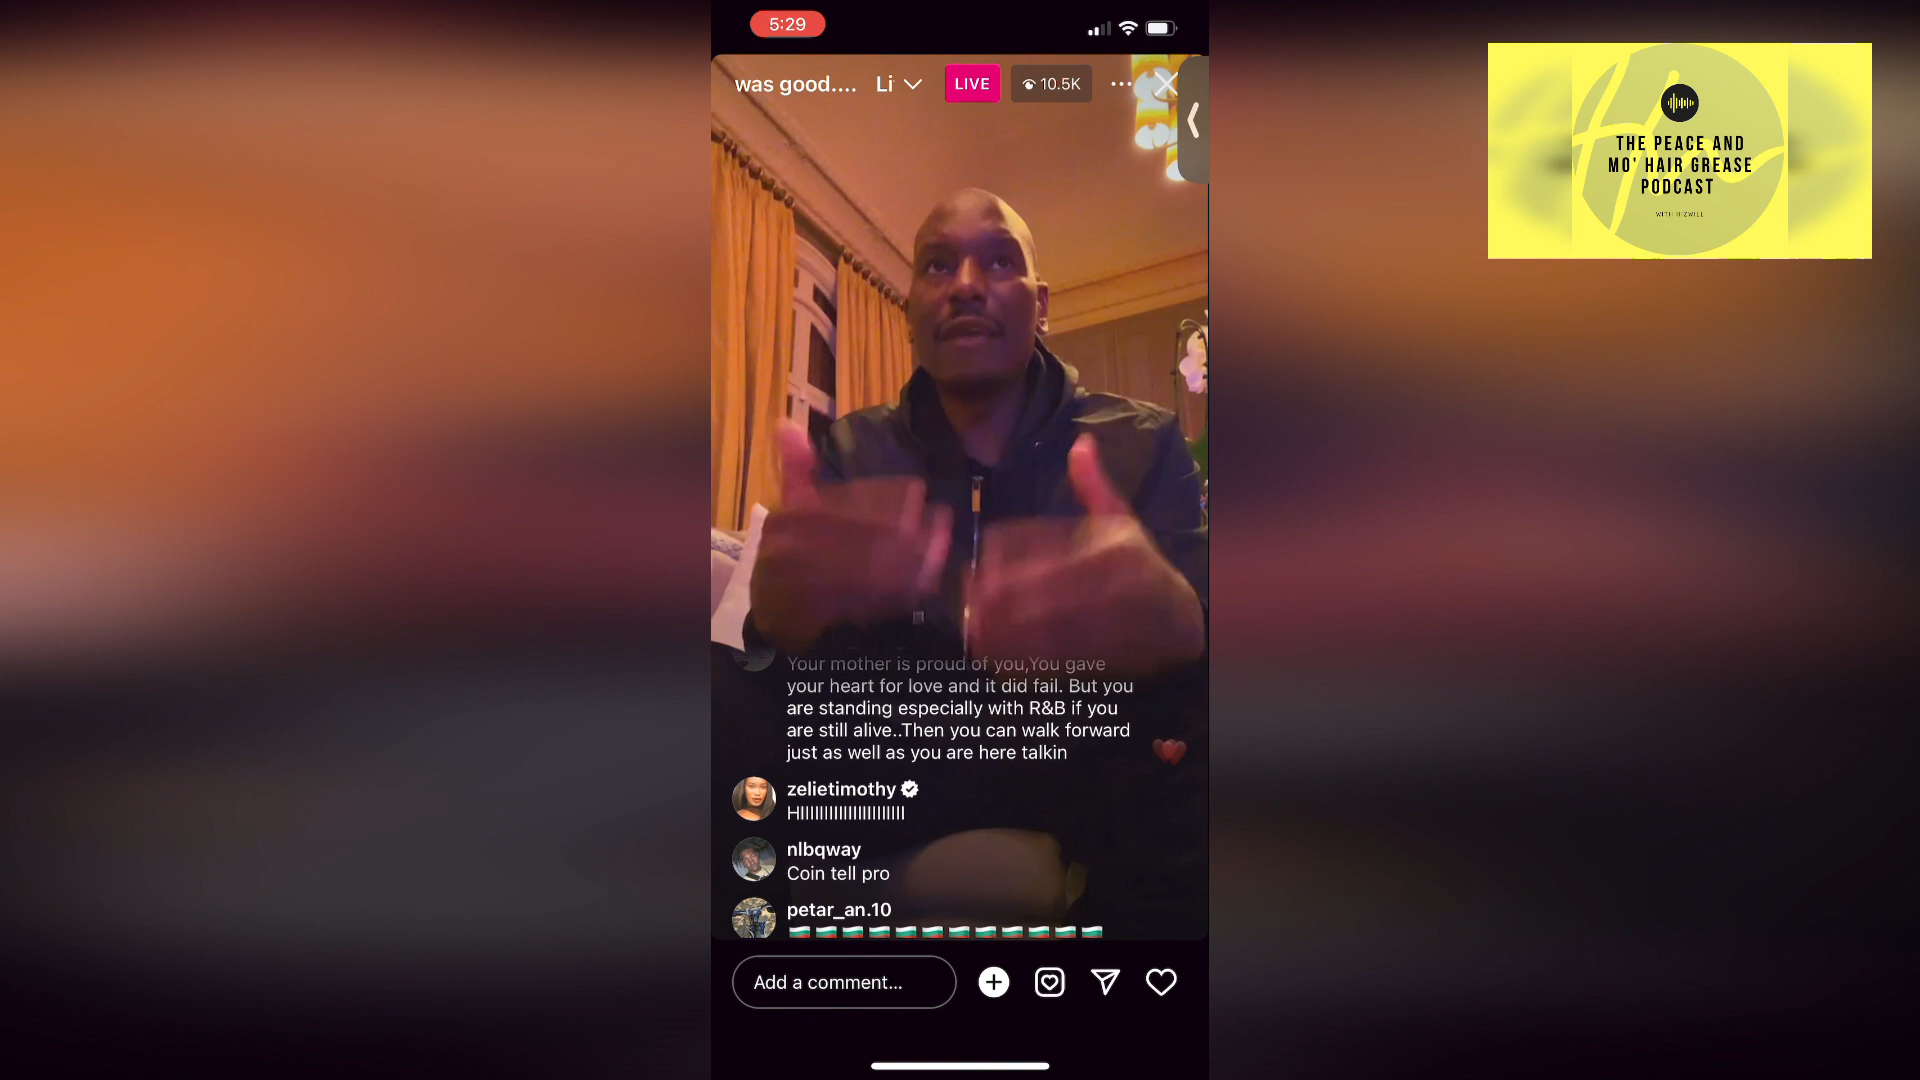 5:29
was good.... Li
LIVE
10.5K
THE PEACE AND
MO' HAIR GREASE
PODCAST
WITH HIZWILL
Your mother is proud of you,You gave
your heart for love and it did fail. But you
are standing especially with R&B if you
are still alive..Then you can walk forward
just as well as you are here talkin
zelietimothy
HIIIIIIIIIIIIIIIIIIIII
nlbqway
Coin tell pro
petar_an.10
Add a comment...